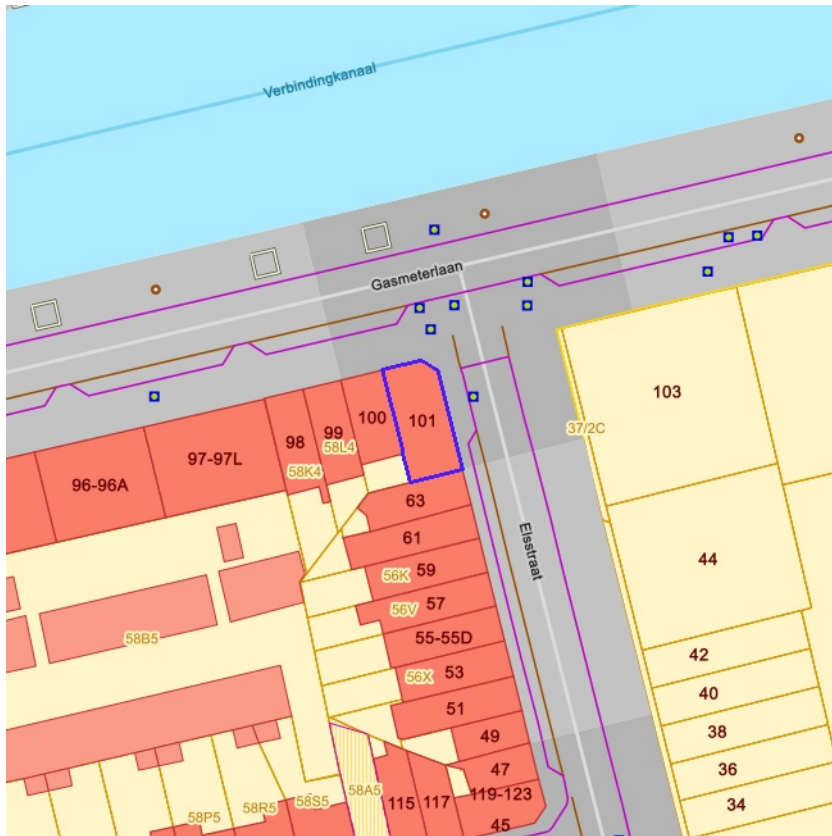 Verbindingkanaal
Gasmeterlaan
103
37/2C
101
100
99
98
58L4
58K4
97-97L
96-96A
63
61
59
56K
57
56V
55-55D
53
56X
51
49
47
119-123
45
117
115
58A5
58B5
58S5
58R5
58P5
Elsstraat
44
42
40
38
36
34